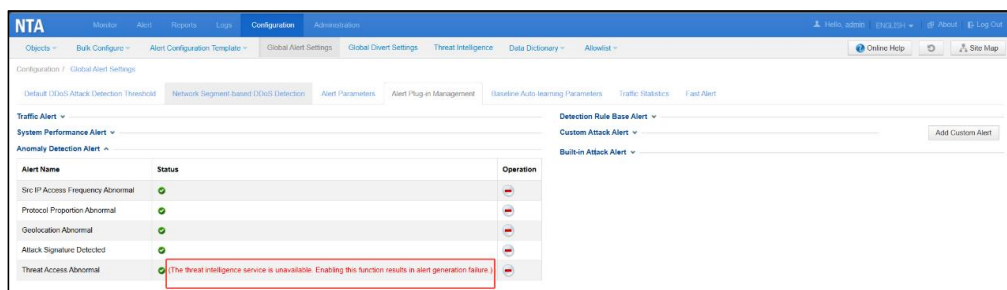 NTA Monitor Alert Reports Logs Configuration Administration Hello, admin ENGLISH About Log Out
Objects Bulk Configure Alert Configuration Template Global Alert Settings Global Divert Settings Threat Intelligence Data Dictionary Allowlist Online Help Site Map
Configuration / Global Alert Settings
Default DDoS Attack Detection Threshold Network Segment-based DDoS Detection Alert Parameters Alert Plug-in Management Baseline Auto-learning Parameters Traffic Statistics Fast Alert
Traffic Alert
System Performance Alert
Anomaly Detection Alert
Alert Name Status Operation
Src IP Access Frequency Abnormal
Protocol Proportion Abnormal
Geolocation Abnormal
Attack Signature Detected
Threat Access Abnormal (The threat intelligence service is unavailable. Enabling this function results in alert generation failure.)
Detection Rule Base Alert
Custom Attack Alert Add Custom Alert
Built-in Attack Alert